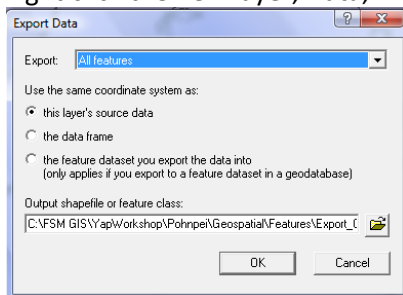 Export Data
Export: All features
Use the same coordinate system as:
this layer's source data
the data frame
the feature dataset you export the data into
(only applies if you export to a feature dataset in a geodatabase)
Output shapefile or feature class:
C:\FSM GIS\YapWorkshop\Pohnpei\Geospatial\Features\Export_
OK Cancel